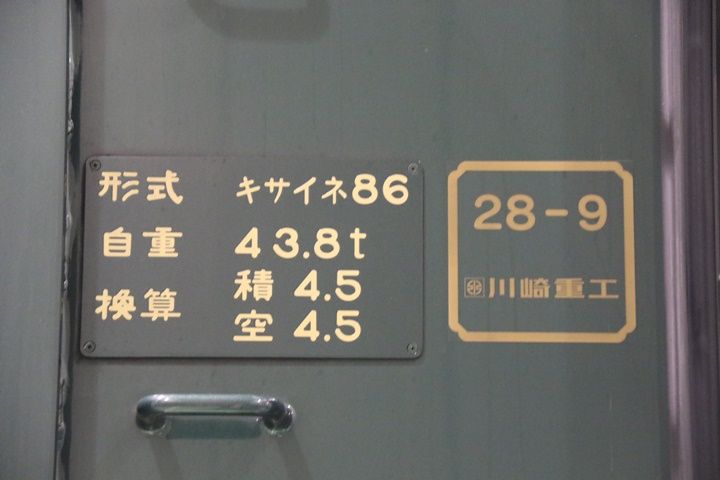 形式 キサイネ86
自重 43.8t
換算 積 4.5
空 4.5
28-9
川崎重工